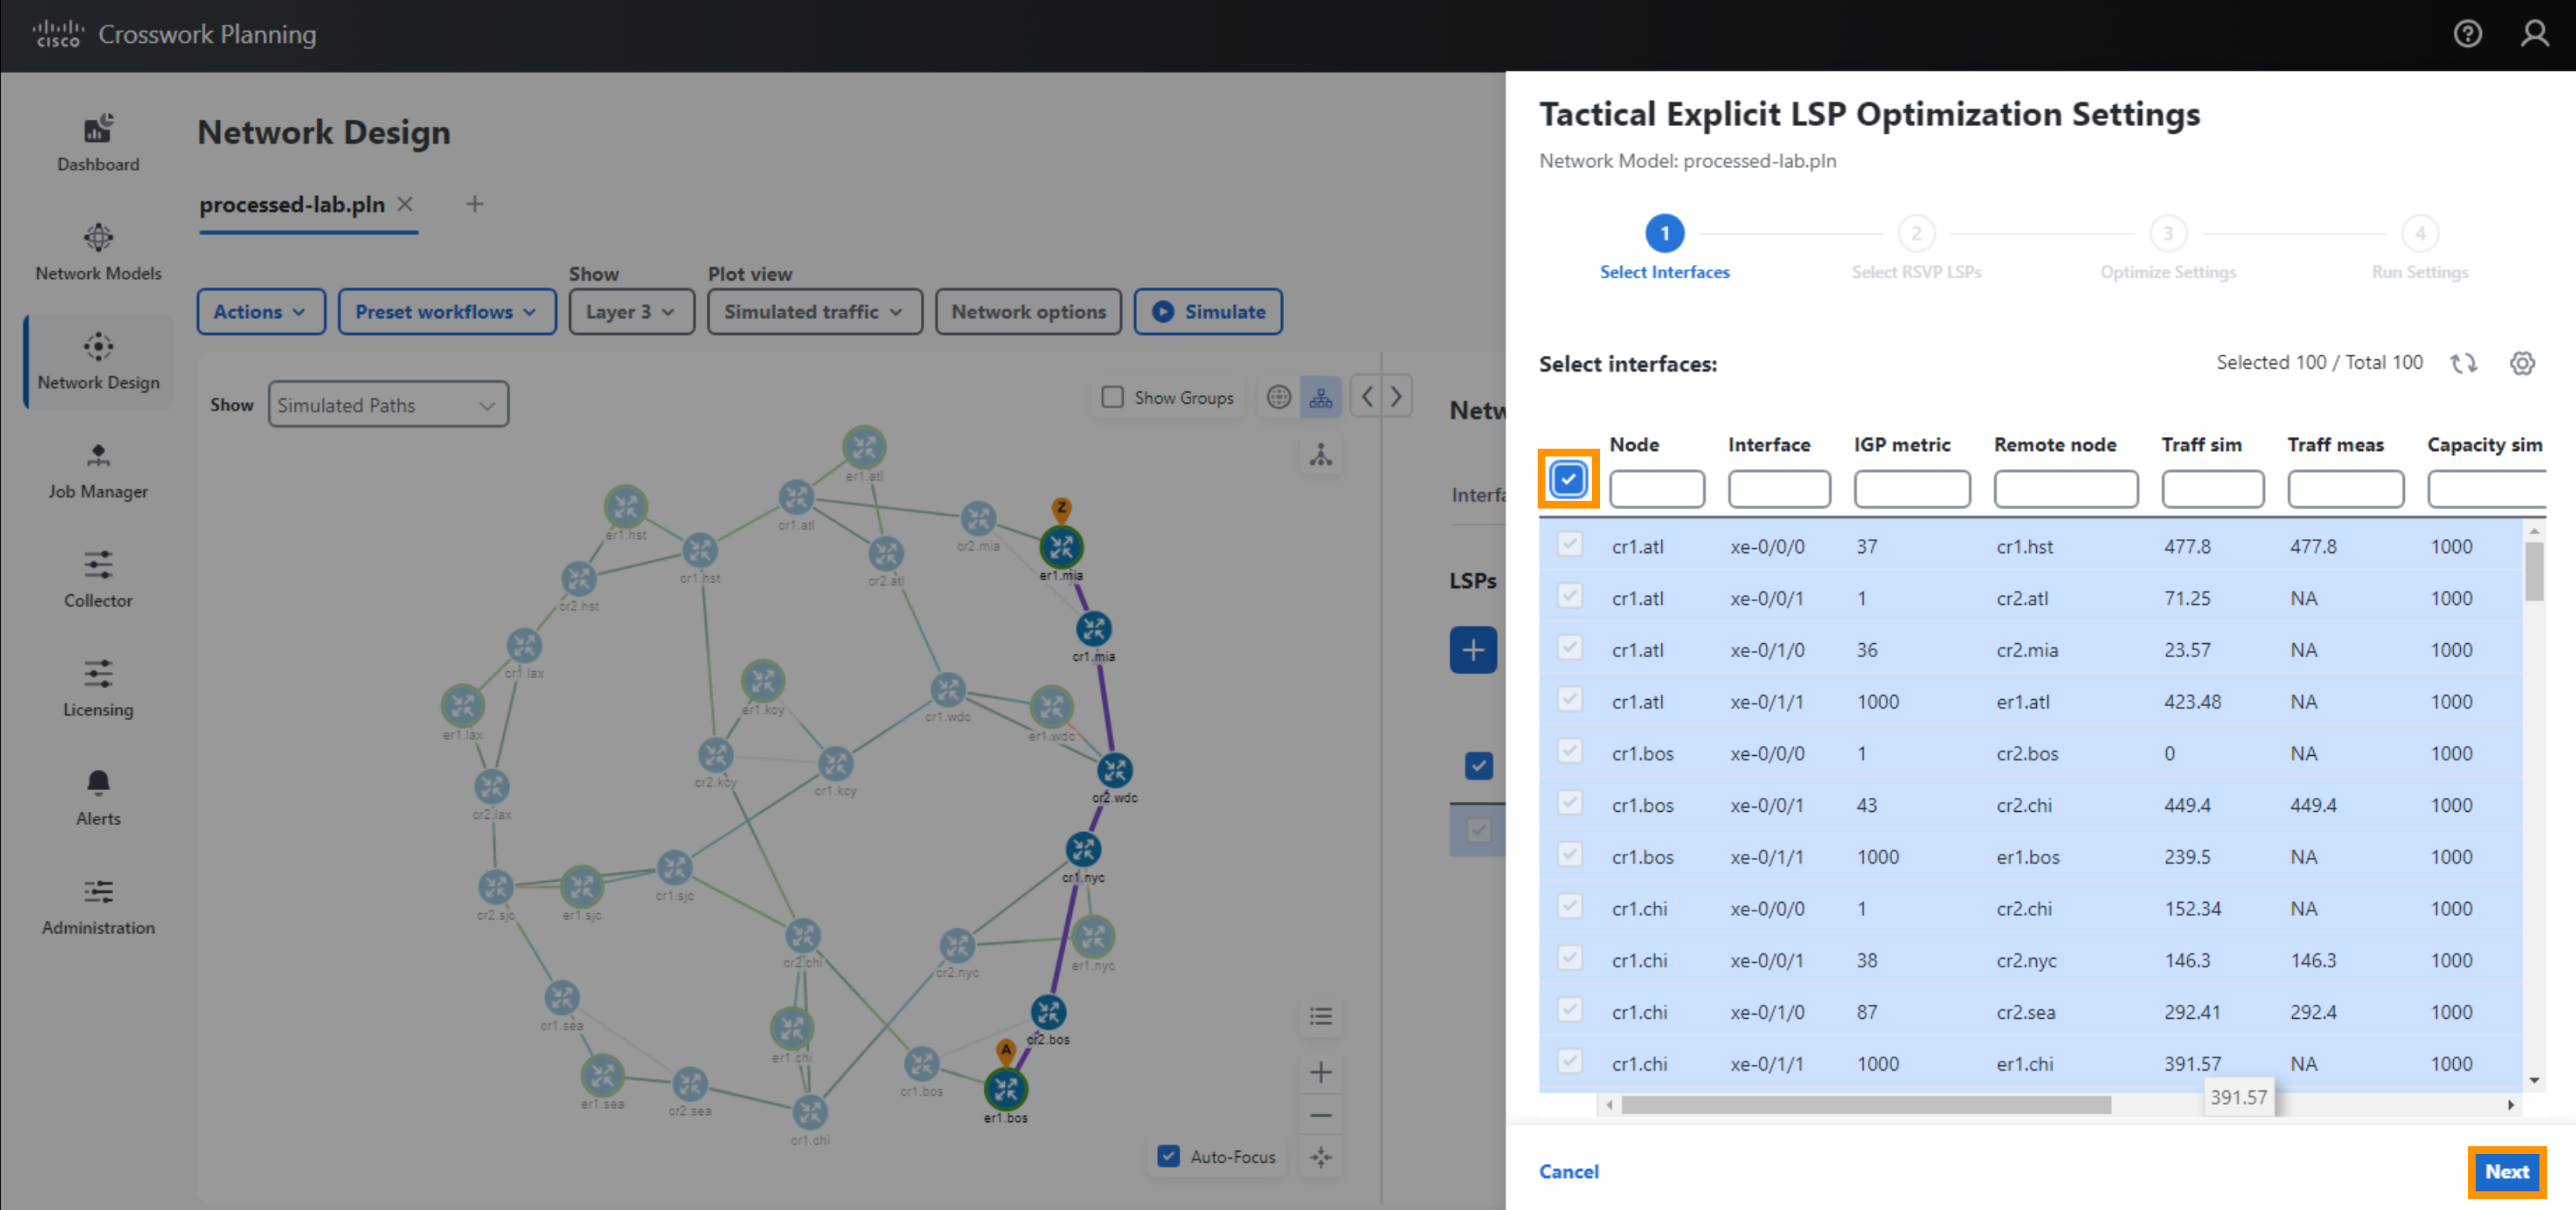 cisco Crosswork Planning
Dashboard
Network Models
Network Design
Job Manager
Collector
Licensing
Alerts
Administration
Network Design
processed-lab.pln
Show
Plot view
Actions
Preset workflows
Layer 3
Simulated traffic
Network options
Simulate
Show
Simulated Paths
Show Groups
er1.atl
cr1.atl
er1.hst
cr1.hst
cr2.hst
cr2.atl
cr2.mia
Z
er1.mia
cr1.mia
cr1.lax
er1.lax
er1.kcy
cr1.wdc
er1.wdc
cr2.kcy
cr1.kcy
cr2.wdc
cr2.lax
cr1.nyc
cr1.sjc
cr2.sjc
er1.sjc
cr2.chi
cr2.nyc
er1.nyc
cr1.sea
cr2.bos
er1.chi
A
cr1.bos
er1.bos
er1.sea
cr2.sea
cr1.chi
Auto-Focus
Netw
Interfa
LSPs
Tactical Explicit LSP Optimization Settings
Network Model: processed-lab.pln
1 2 3 4
Select Interfaces Select RSVP LSPs Optimize Settings Run Settings
Select interfaces:
Selected 100 / Total 100
Node Interface IGP metric Remote node Traff sim Traff meas Capacity sim
cr1.atl xe-0/0/0 37 cr1.hst 477.8 477.8 1000
cr1.atl xe-0/0/1 1 cr2.atl 71.25 NA 1000
cr1.atl xe-0/1/0 36 cr2.mia 23.57 NA 1000
cr1.atl xe-0/1/1 1000 er1.atl 423.48 NA 1000
cr1.bos xe-0/0/0 1 cr2.bos 0 NA 1000
cr1.bos xe-0/0/1 43 cr2.chi 449.4 449.4 1000
cr1.bos xe-0/1/1 1000 er1.bos 239.5 NA 1000
cr1.chi xe-0/0/0 1 cr2.chi 152.34 NA 1000
cr1.chi xe-0/0/1 38 cr2.nyc 146.3 146.3 1000
cr1.chi xe-0/1/0 87 cr2.sea 292.41 292.4 1000
cr1.chi xe-0/1/1 1000 er1.chi 391.57 NA 1000
391.57
Cancel
Next